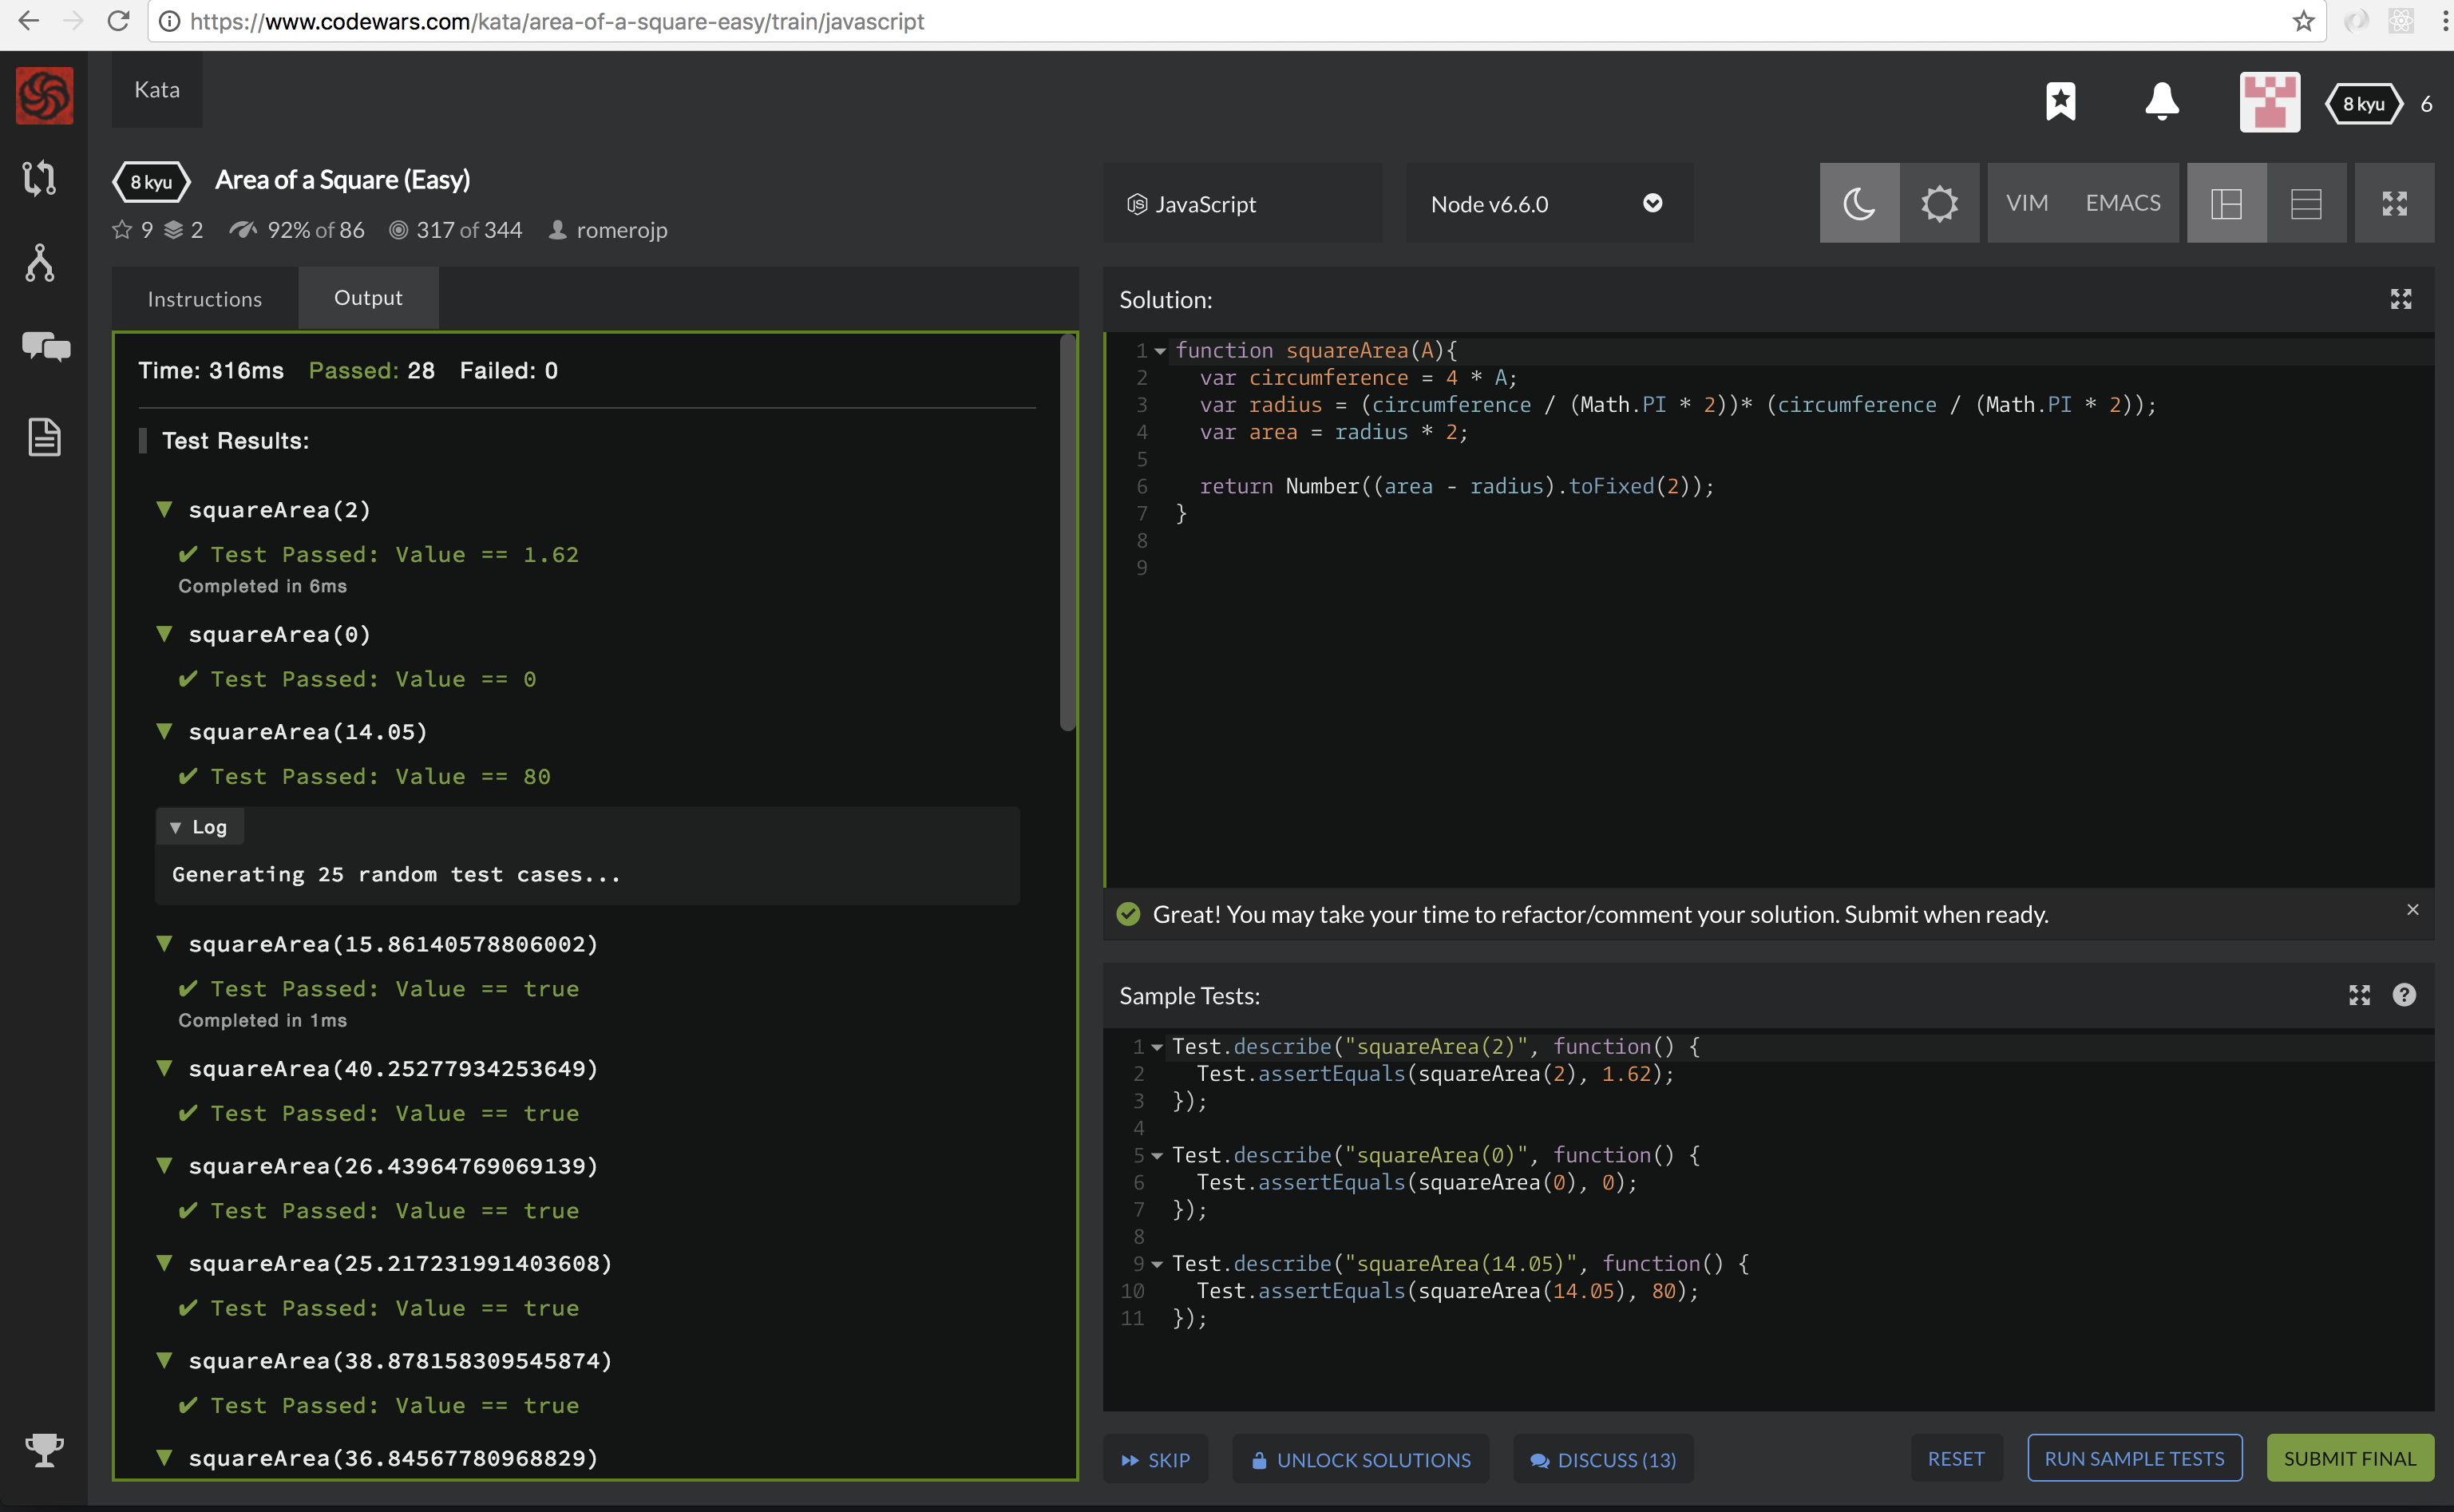 https://www.codewars.com/kata/area-of-a-square-easy/train/javascript
Kata
8 kyu
6
8 kyu
Area of a Square (Easy)
9 2 92% of 86 317 of 344 romerojp
JavaScript
Node v6.6.0
VIM
EMACS
Instructions
Output
Time: 316ms Passed: 28 Failed: 0
Test Results:
squareArea(2)
✔ Test Passed: Value == 1.62
Completed in 6ms
squareArea(0)
✔ Test Passed: Value == 0
squareArea(14.05)
✔ Test Passed: Value == 80
▼ Log
Generating 25 random test cases...
squareArea(15.86140578806002)
✔ Test Passed: Value == true
Completed in 1ms
squareArea(40.25277934253649)
✔ Test Passed: Value == true
squareArea(26.43964769069139)
✔ Test Passed: Value == true
squareArea(25.217231991403608)
✔ Test Passed: Value == true
squareArea(38.878158309545874)
✔ Test Passed: Value == true
squareArea(36.84567780968829)
Solution:
1 function squareArea(A){
2 var circumference = 4 * A;
3 var radius = (circumference / (Math.PI * 2))* (circumference / (Math.PI * 2));
4 var area = radius * 2;
5
6 return Number((area - radius).toFixed(2));
7 }
8
9
Great! You may take your time to refactor/comment your solution. Submit when ready.
×
Sample Tests:
?
1 Test.describe("squareArea(2)", function() {
2 Test.assertEquals(squareArea(2), 1.62);
3 });
4
5 Test.describe("squareArea(0)", function() {
6 Test.assertEquals(squareArea(0), 0);
7 });
8
9 Test.describe("squareArea(14.05)", function() {
10 Test.assertEquals(squareArea(14.05), 80);
11 });
SKIP
UNLOCK SOLUTIONS
DISCUSS (13)
RESET
RUN SAMPLE TESTS
SUBMIT FINAL